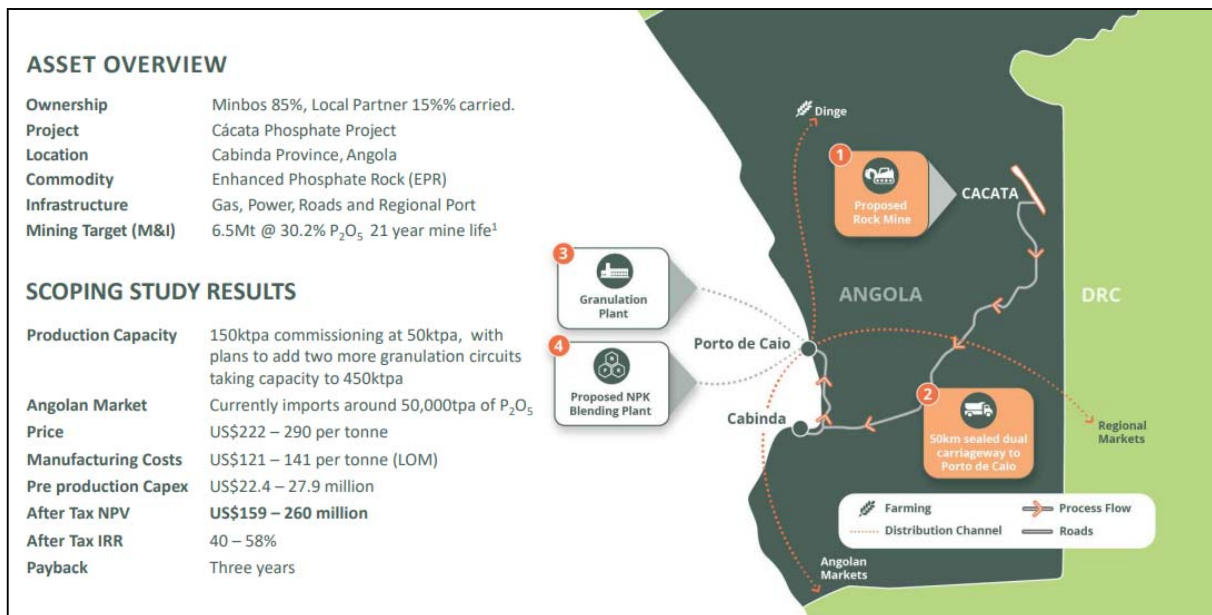 ASSET OVERVIEW
Ownership Minbos 85%, Local Partner 15%% carried.
Project Cácata Phosphate Project
Location Cabinda Province, Angola
Commodity Enhanced Phosphate Rock (EPR)
Infrastructure Gas, Power, Roads and Regional Port
Mining Target (M&I) 6.5Mt @ 30.2% P₂O₅ 21 year mine life¹
SCOPING STUDY RESULTS
Production Capacity 150ktpa commissioning at 50ktpa, with
plans to add two more granulation circuits
taking capacity to 450ktpa
Angolan Market Currently imports around 50,000tpa of P₂O₅
Price US$222 – 290 per tonne
Manufacturing Costs US$121 – 141 per tonne (LOM)
Pre production Capex US$22.4 – 27.9 million
After Tax NPV US$159 – 260 million
After Tax IRR 40 – 58%
Payback Three years
Dinge
1
Proposed
Rock Mine
CACATA
3
Granulation
Plant
ANGOLA
DRC
4
Proposed NPK
Blending Plant
Porto de Caio
Cabinda
2
50km sealed dual
carriageway to
Porto de Caio
Regional
Markets
Farming
Process Flow
Distribution Channel
Roads
Angolan
Markets